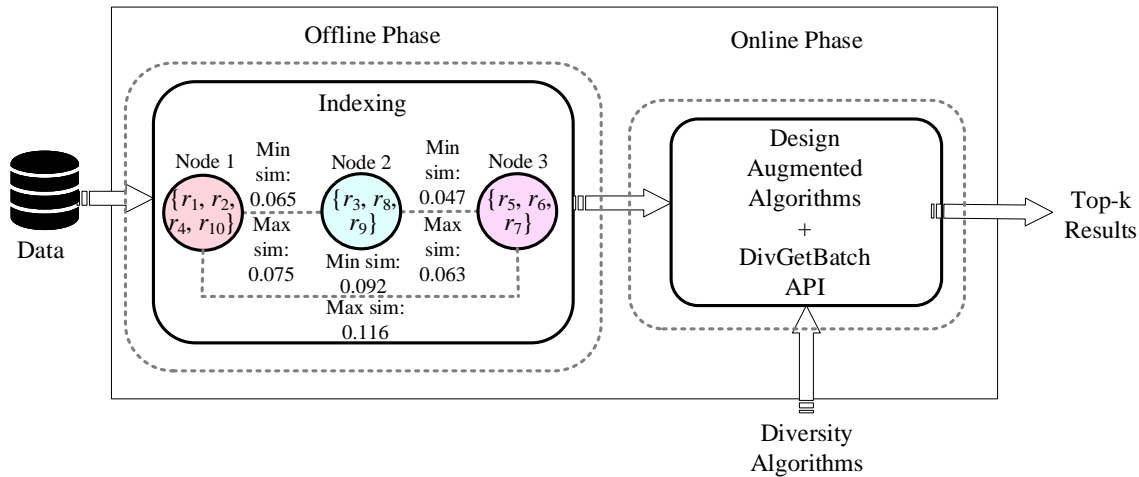 Offline Phase
Online Phase
Indexing
Data
Node 1
Node 2
Node 3
{r1, r2,
r4, r10}
{r3, r8,
r9}
{r5, r6,
r7}
Min
sim:
0.065
Max
sim:
0.075
Min
sim:
0.047
Max
sim:
0.063
Min sim:
0.092
Max sim:
0.116
Design
Augmented
Algorithms
+
DivGetBatch
API
Top-k
Results
Diversity
Algorithms